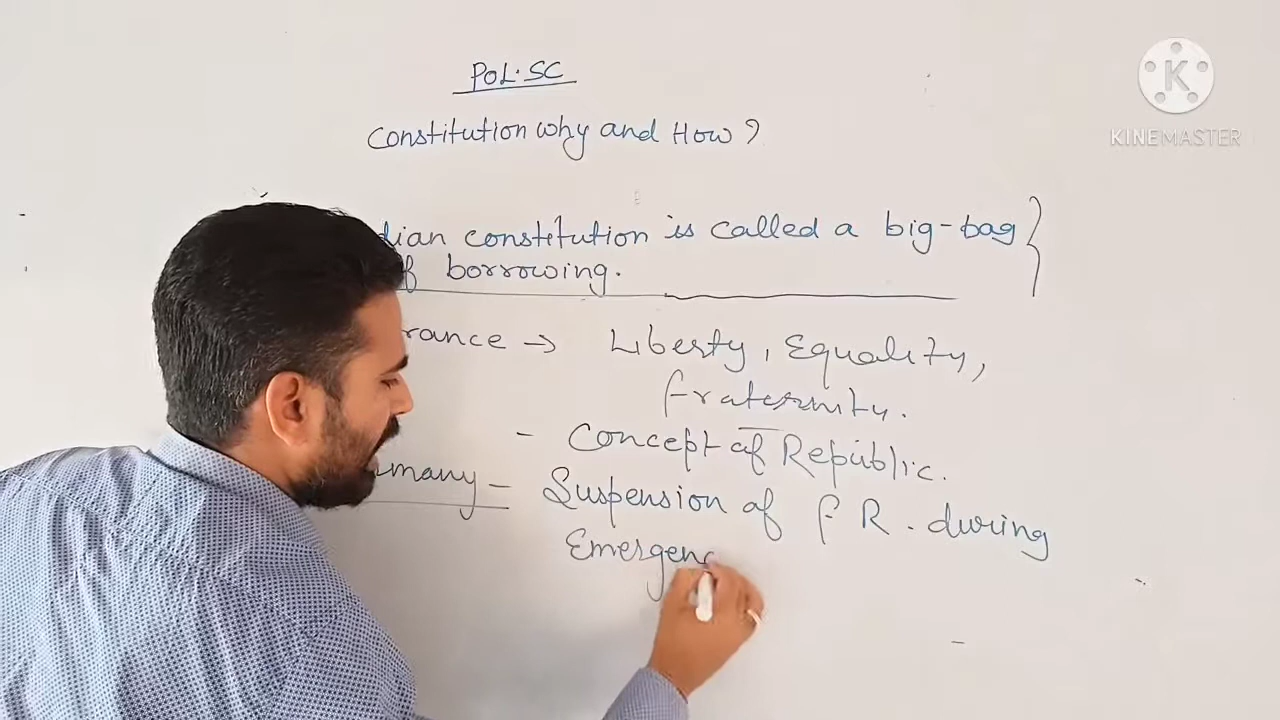 POL.SC
Constitution why and How ?
dian constitution is called a big-bag
f borrowing.
rance → Liberty, Equality,
fraternity.
- Concept of Republic.
many - Suspension of f R. during
Emergenc
K
KINEMASTER